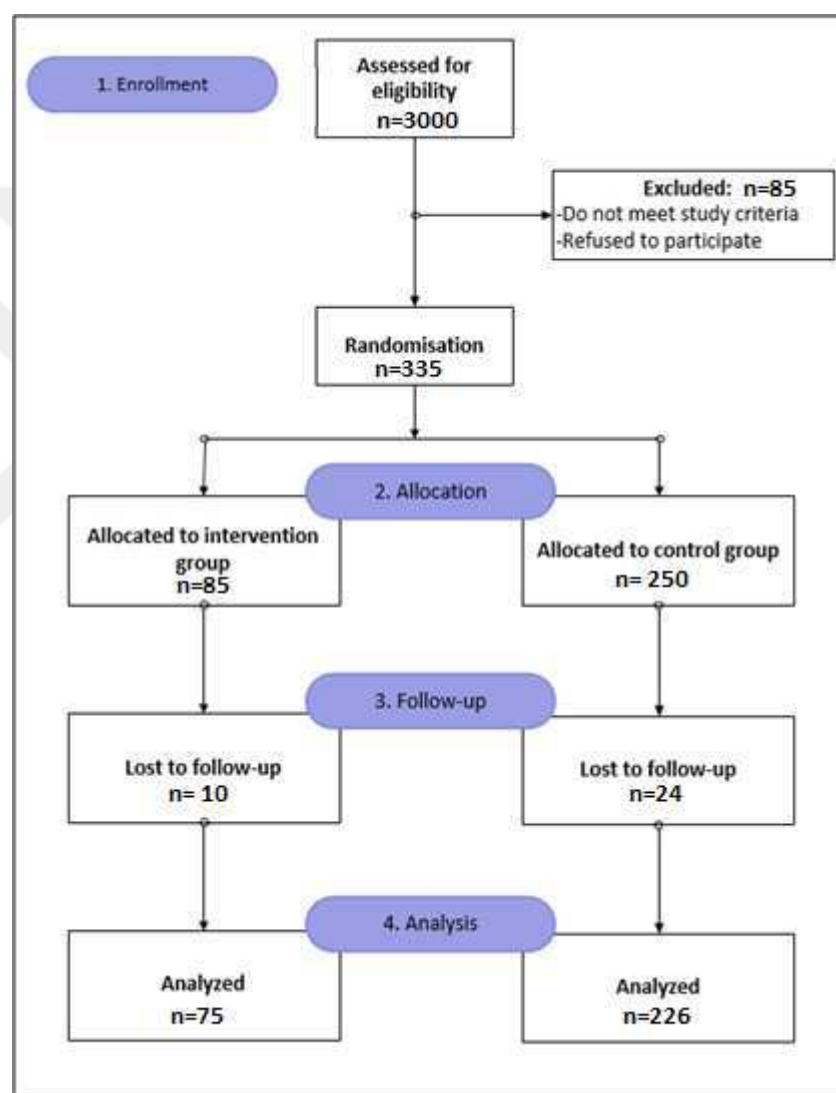 1. Enrollment
Assessed for
eligibility
n=3000
Excluded: n=85
-Do not meet study criteria
-Refused to participate
Randomisation
n=335
2. Allocation
Allocated to intervention
group
n=85
Allocated to control group
n= 250
3. Follow-up
Lost to follow-up
n= 10
Lost to follow-up
n=24
4. Analysis
Analyzed
n=75
Analyzed
n=226